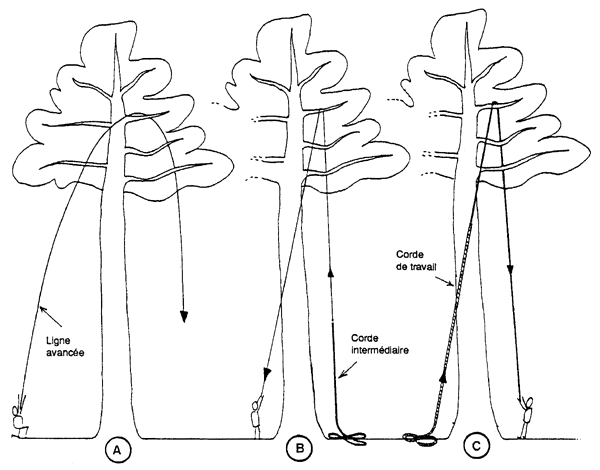 Ligne
avancée
Corde
intermédiaire
Corde
de travail
A
B
C